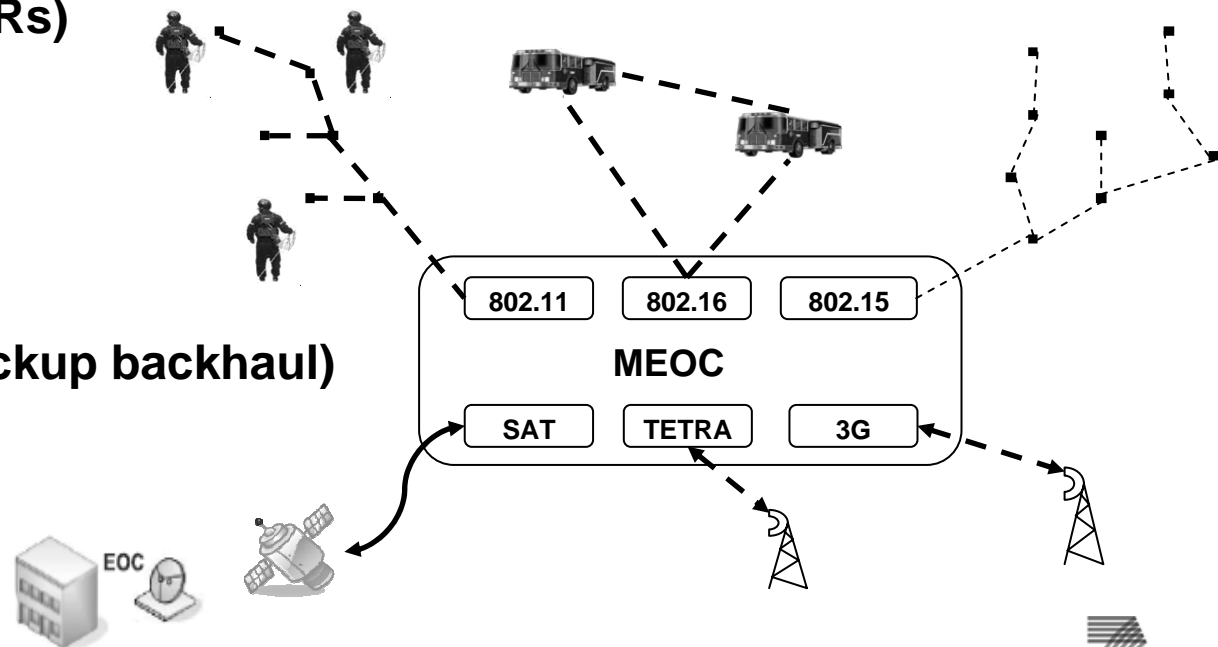 Rs)
802.11 802.16 802.15
ckup backhaul)
MEOC
SAT TETRA 3G
EOC